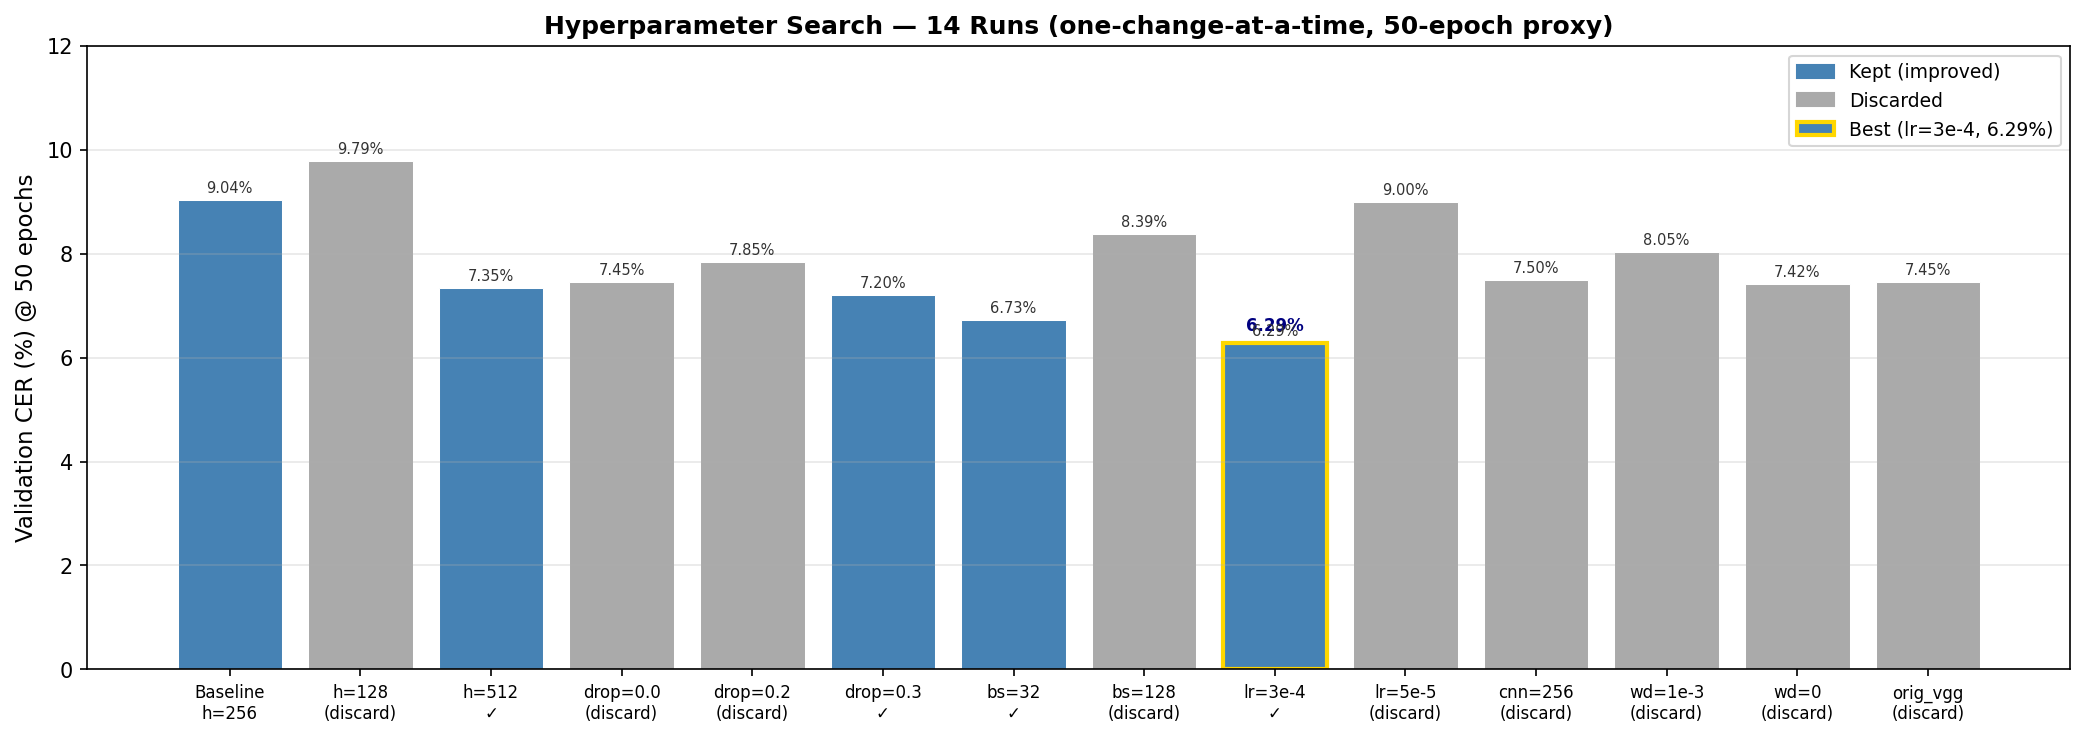 Hyperparameter Search — 14 Runs (one-change-at-a-time, 50-epoch proxy)
Validation CER (%) @ 50 epochs
12
10
8
6
4
2
0
Kept (improved)
Discarded
Best (lr=3e-4, 6.29%)
9.04%
9.79%
7.35%
7.45%
7.85%
7.20%
6.73%
8.39%
6.29%
6.29%
9.00%
7.50%
8.05%
7.42%
7.45%
Baseline
h=256
h=128
(discard)
h=512
✓
drop=0.0
(discard)
drop=0.2
(discard)
drop=0.3
✓
bs=32
✓
bs=128
(discard)
lr=3e-4
✓
lr=5e-5
(discard)
cnn=256
(discard)
wd=1e-3
(discard)
wd=0
(discard)
orig_vgg
(discard)